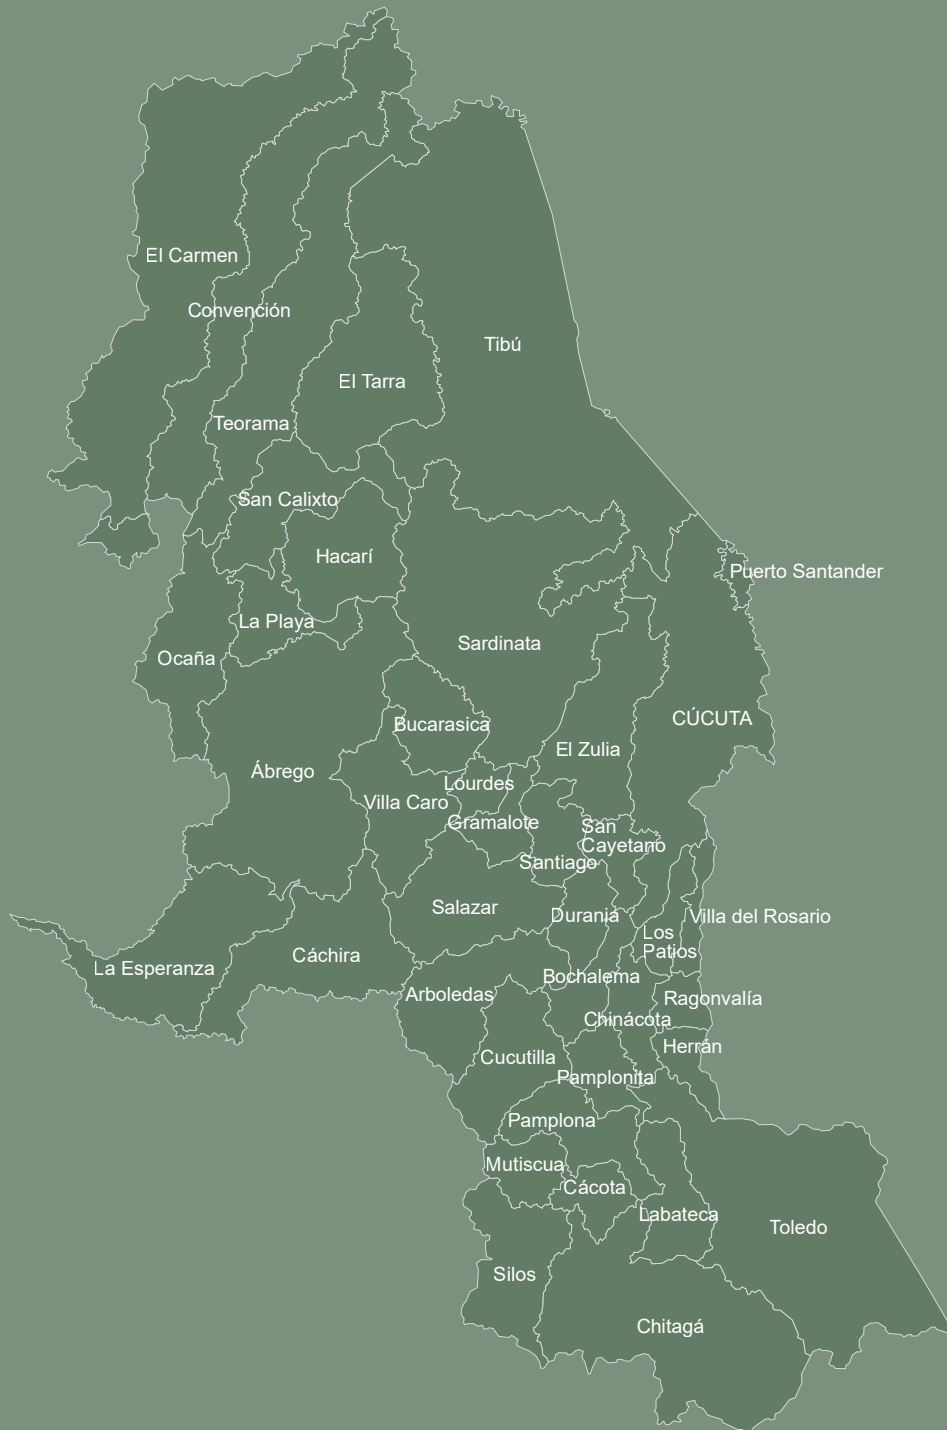 El Carmen
Convención
Tibú
El Tarra
Teorama
San Calixto
Hacarí
Puerto Santander
La Playa
Sardinata
Ocaña
CÚCUTA
Bucarasica
El Zulia
Ábrego
Lourdes
Villa Caro
Gramalote
San
Cayetano
Santiago
Salazar
Durania
Villa del Rosario
Los
Patios
Cáchira
La Esperanza
Bochalema
Arboledas
Ragonvalía
Chinácota
Herrán
Cucutilla
Pamplonita
Pamplona
Mutiscua
Cácota
Labateca
Toledo
Silos
Chitagá